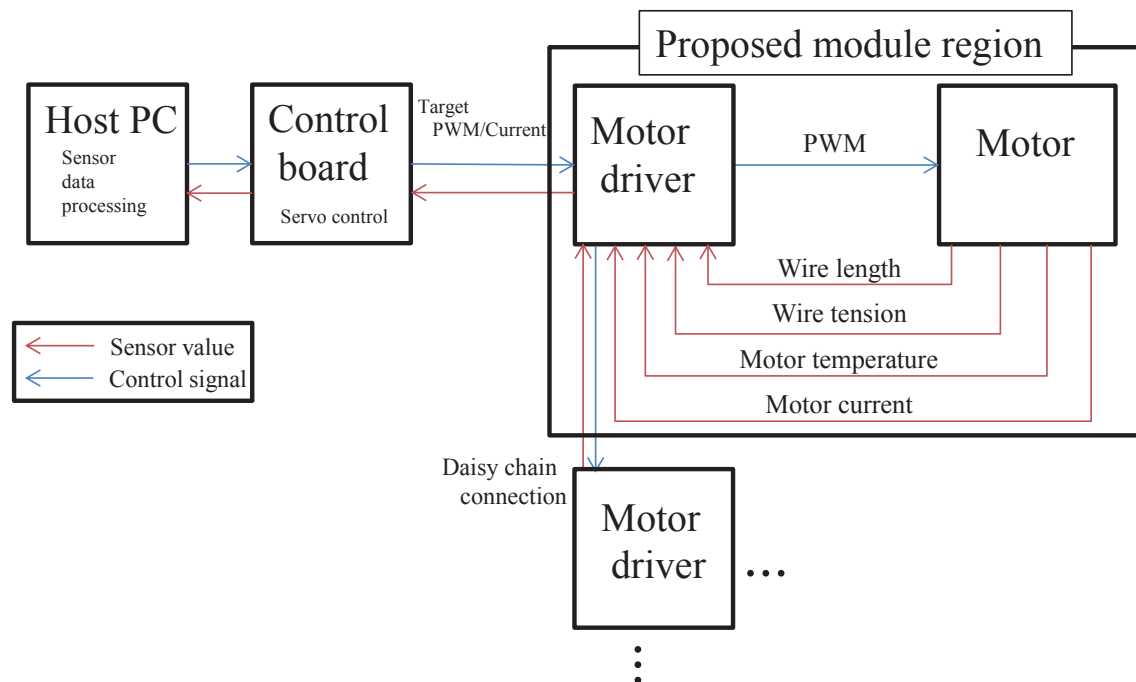 Proposed module region
Host PC
Sensor
data
processing
Control
board
Servo control
Target
PWM/Current
Motor
driver
PWM
Motor
Wire length
Wire tension
Motor temperature
Motor current
Sensor value
Control signal
Daisy chain
connection
Motor
driver
...